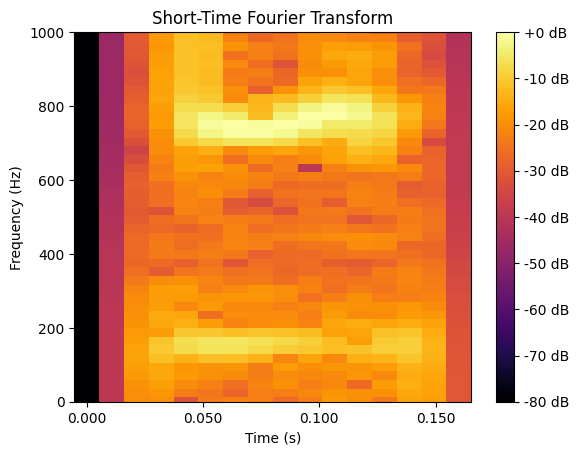 Short-Time Fourier Transform
1000
800
600
400
200
0
Frequency (Hz)
0.000
0.050
0.100
0.150
Time (s)
+0 dB
-10 dB
-20 dB
-30 dB
-40 dB
-50 dB
-60 dB
-70 dB
-80 dB